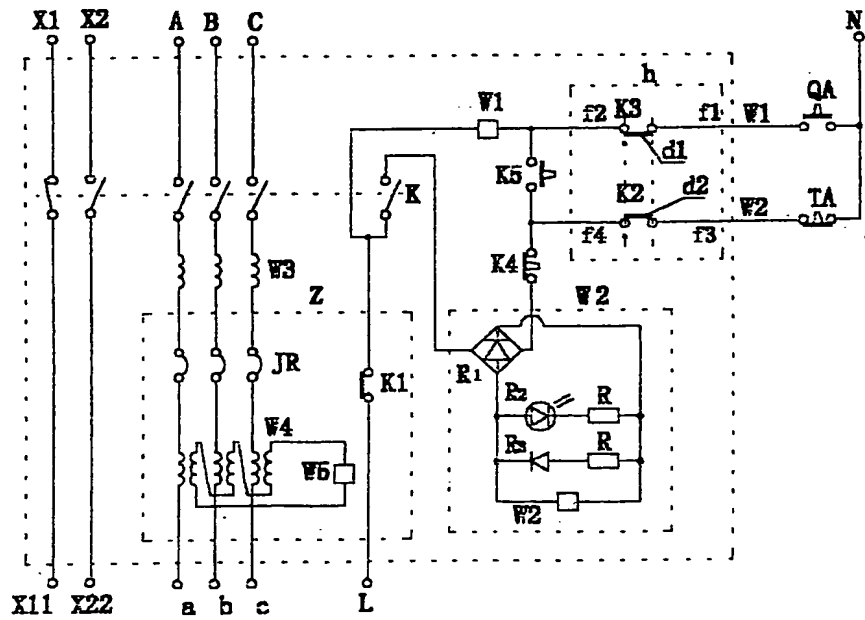 X1 X2 A B C N
h
W1 f2 K3 f1 W1 QA
d1
K5
K K2 d2
W2 TA
f4 f3
K4
W3
Z W2
JR K1 R1
R2 R
W4 R3 R
W5
W2
X11 X22 a b c L